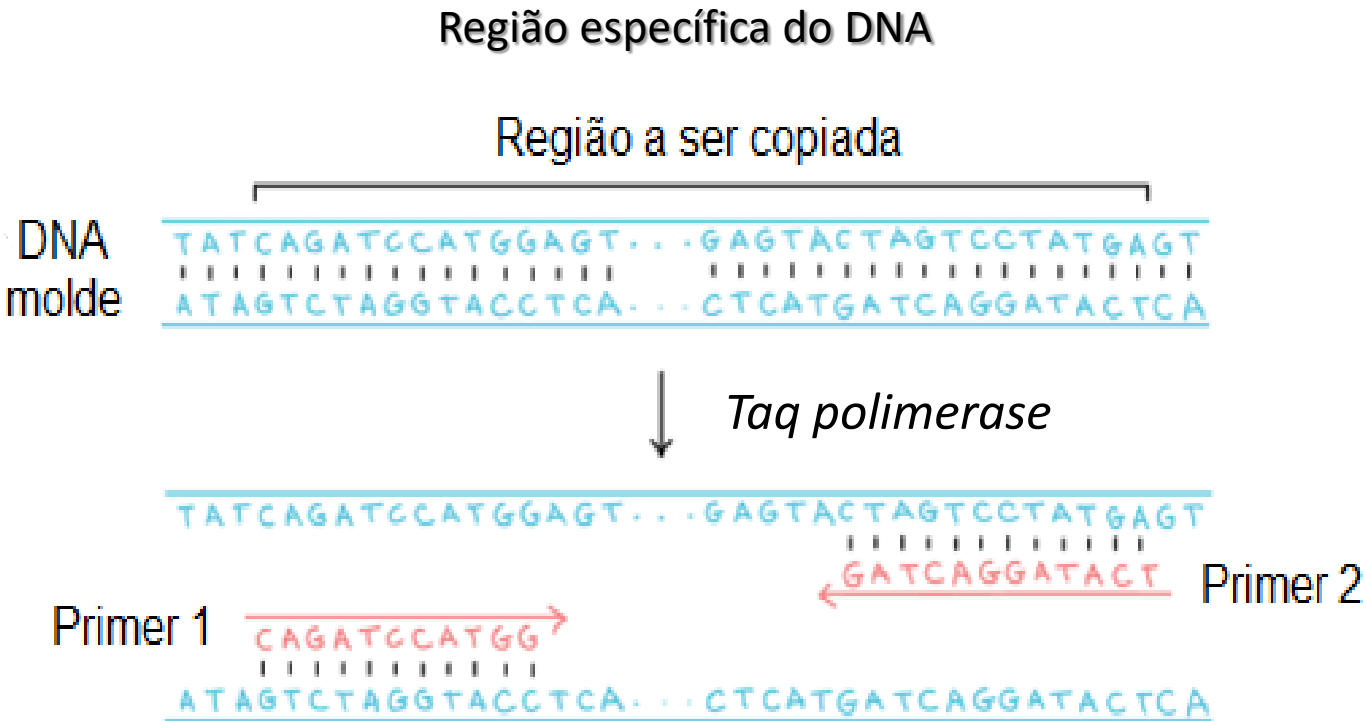 Região específica do DNA
Região a ser copiada
DNA
molde
TATCAGATCCATGGAGT...GAGTACTAGTCCTATGAGT
ATAGTCTAGGTACCTCA...CTCATGATCAGGATACTCA
Taq polimerase
TATCAGATCCATGGAGT...GAGTACTAGTCCTATGAGT
GATCAGGATACT
Primer 2
Primer 1
CAGATCCATGG
ATAGTCTAGGTACCTCA...CTCATGATCAGGATACTCA